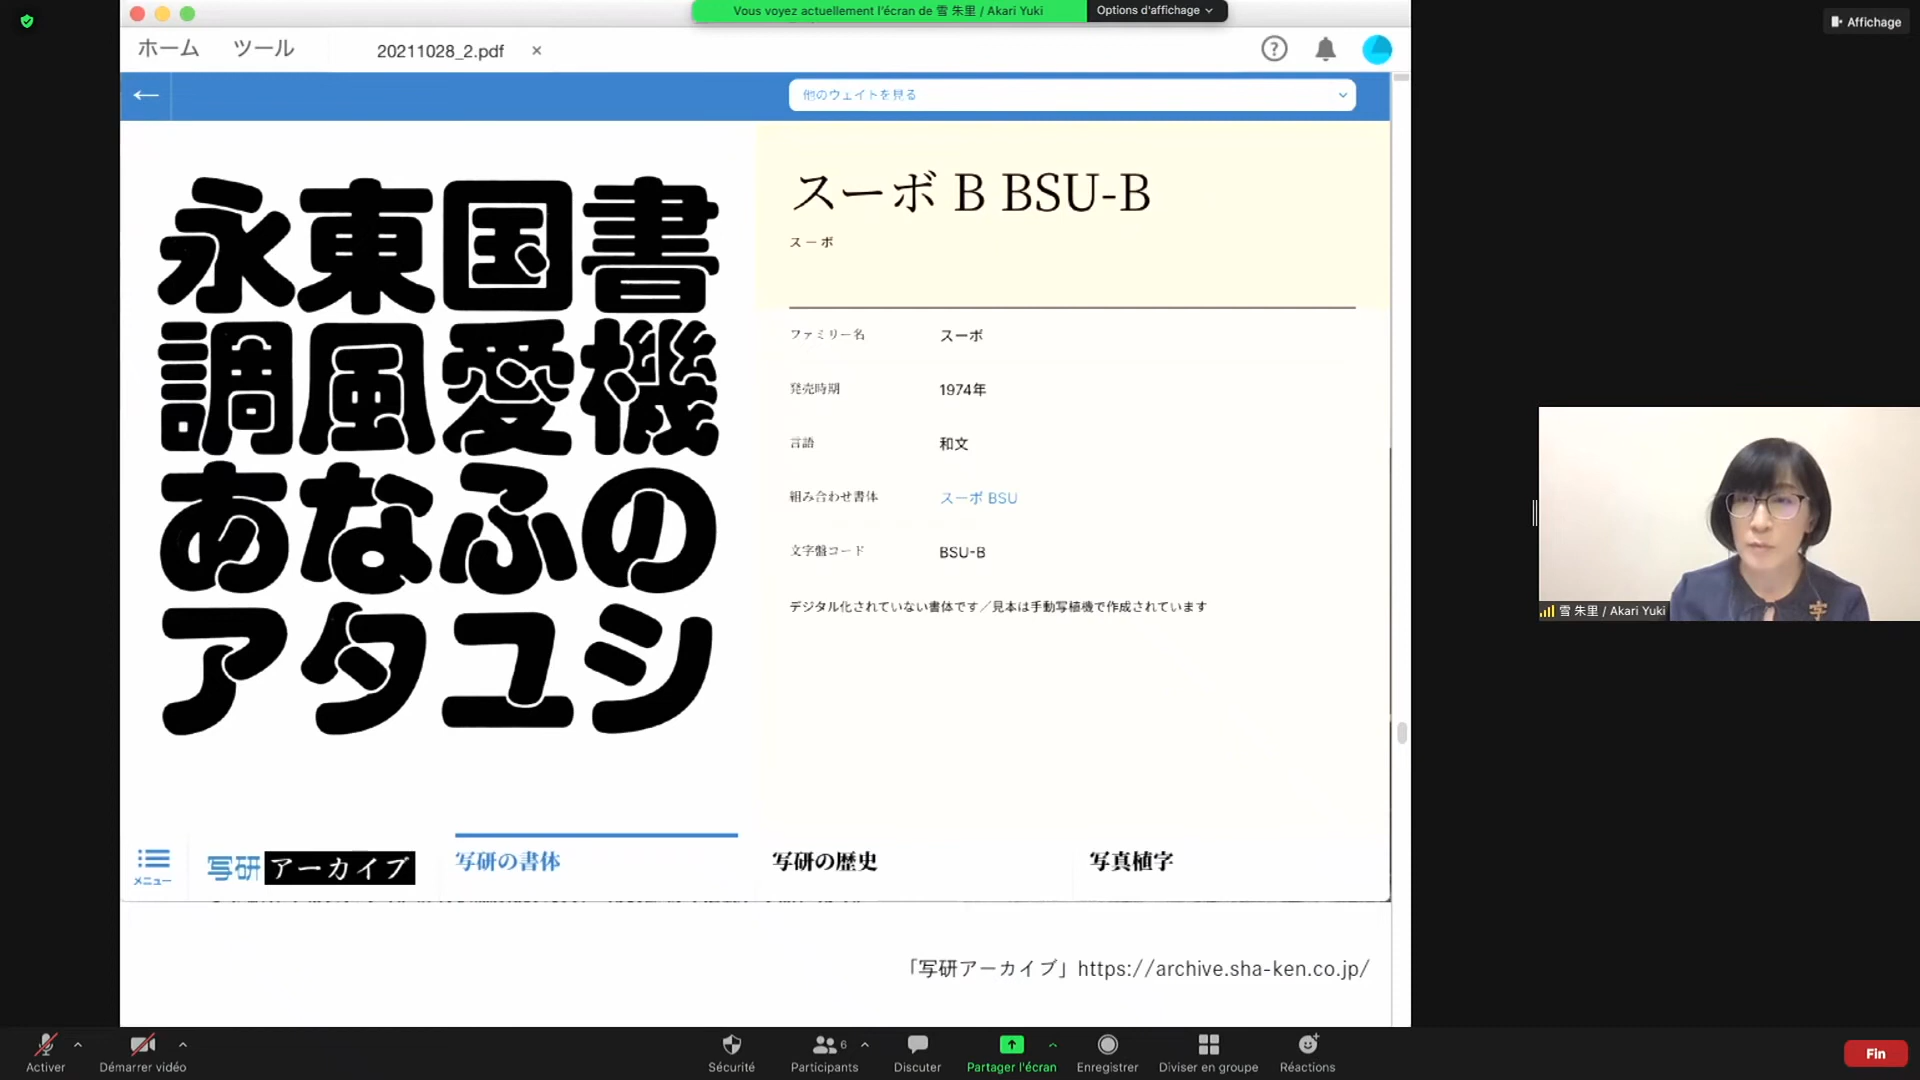 Vous voyez actuellement l'écran de 雪 朱里 / Akari Yuki
Options d'affichage
Affichage
ホーム
ツール
20211028_2.pdf
他のウェイトを見る
永東国書
調風愛機
あなふの
アタユシ
スーボ B BSU-B
スーボ
ファミリー名 スーボ
発売時期 1974年
言語 和文
組み合わせ書体 スーボ BSU
文字盤コード BSU-B
デジタル化されていない書体です／見本は手動写植機で作成されています
メニュー
写研アーカイブ
写研の書体
写研の歴史
写真植字
「写研アーカイブ」https://archive.sha-ken.co.jp/
雪 朱里 / Akari Yuki
字
Activer
Démarrer vidéo
Sécurité
Participants
6
Discuter
Partager l'écran
Enregistrer
Diviser en groupe
Réactions
Fin